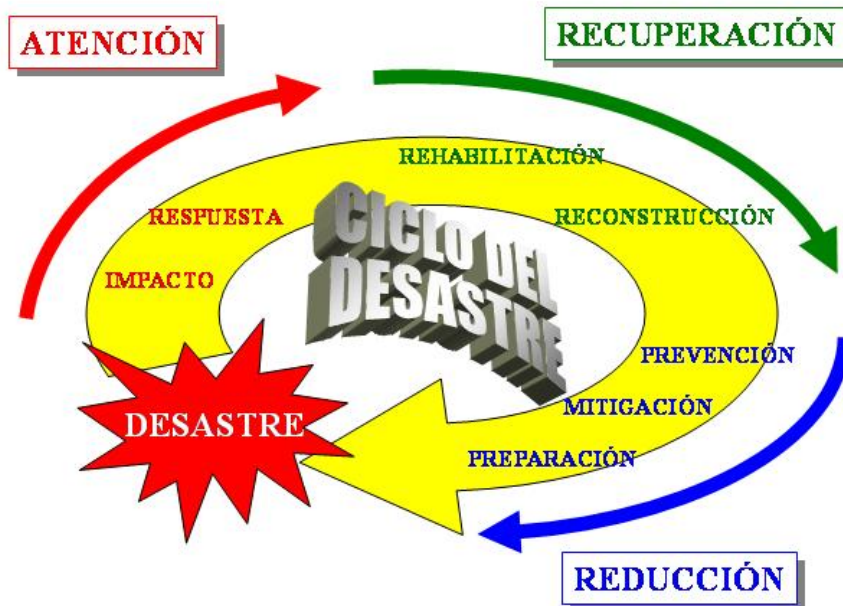 ATENCIÓN
RECUPERACIÓN
REHABILITACIÓN
RESPUESTA
RECONSTRUCCIÓN
IMPACTO
CICLO DEL
DESASTRE
PREVENCIÓN
MITIGACIÓN
DESASTRE
PREPARACIÓN
REDUCCIÓN